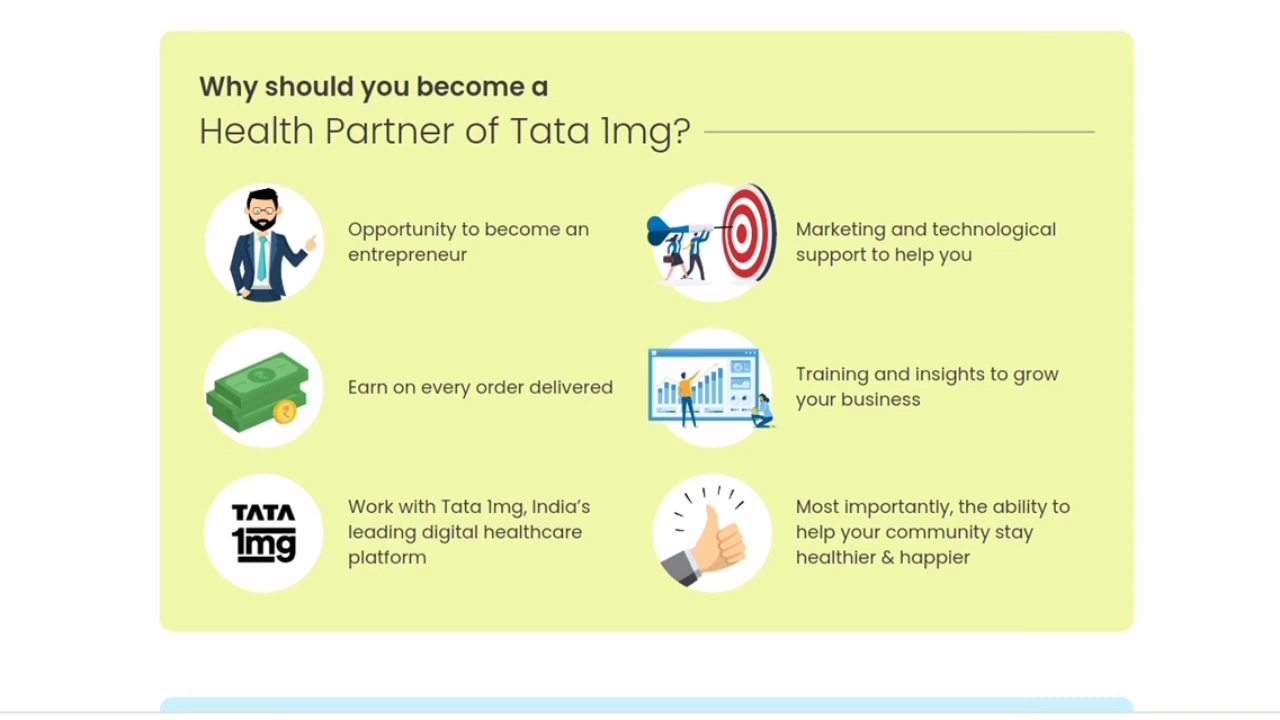 Why should you become a
Health Partner of Tata 1mg?
Opportunity to become an
entrepreneur
Marketing and technological
support to help you
Earn on every order delivered
Training and insights to grow
your business
TATA
1mg
Work with Tata 1mg, India's
leading digital healthcare
platform
Most importantly, the ability to
help your community stay
healthier & happier